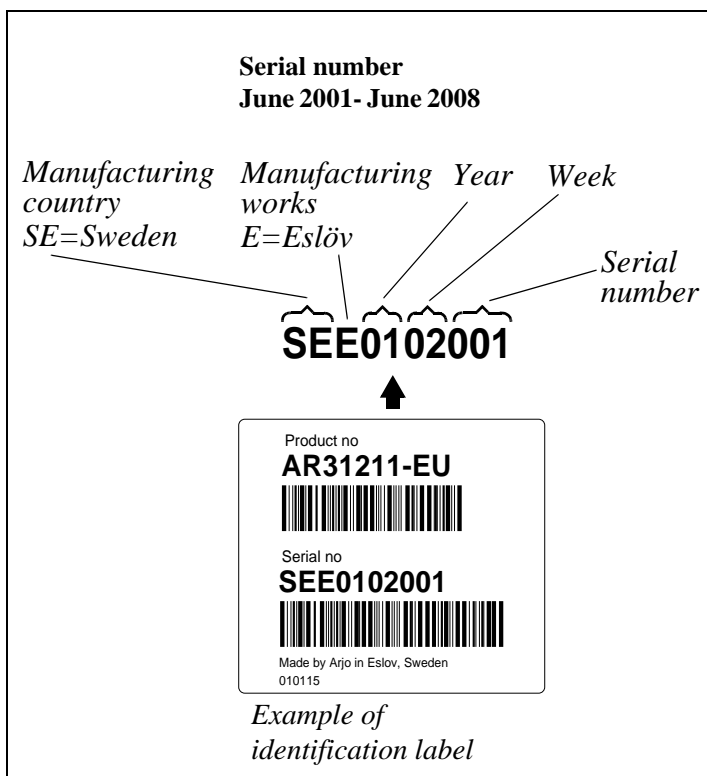 Serial number
June 2001- June 2008
Manufacturing country
SE=Sweden
Manufacturing works
E=Eslöv
Year
Week
Serial number
SEE0102001
Product no
AR31211-EU
Serial no
SEE0102001
Made by Arjo in Eslov, Sweden
010115
Example of
identification label